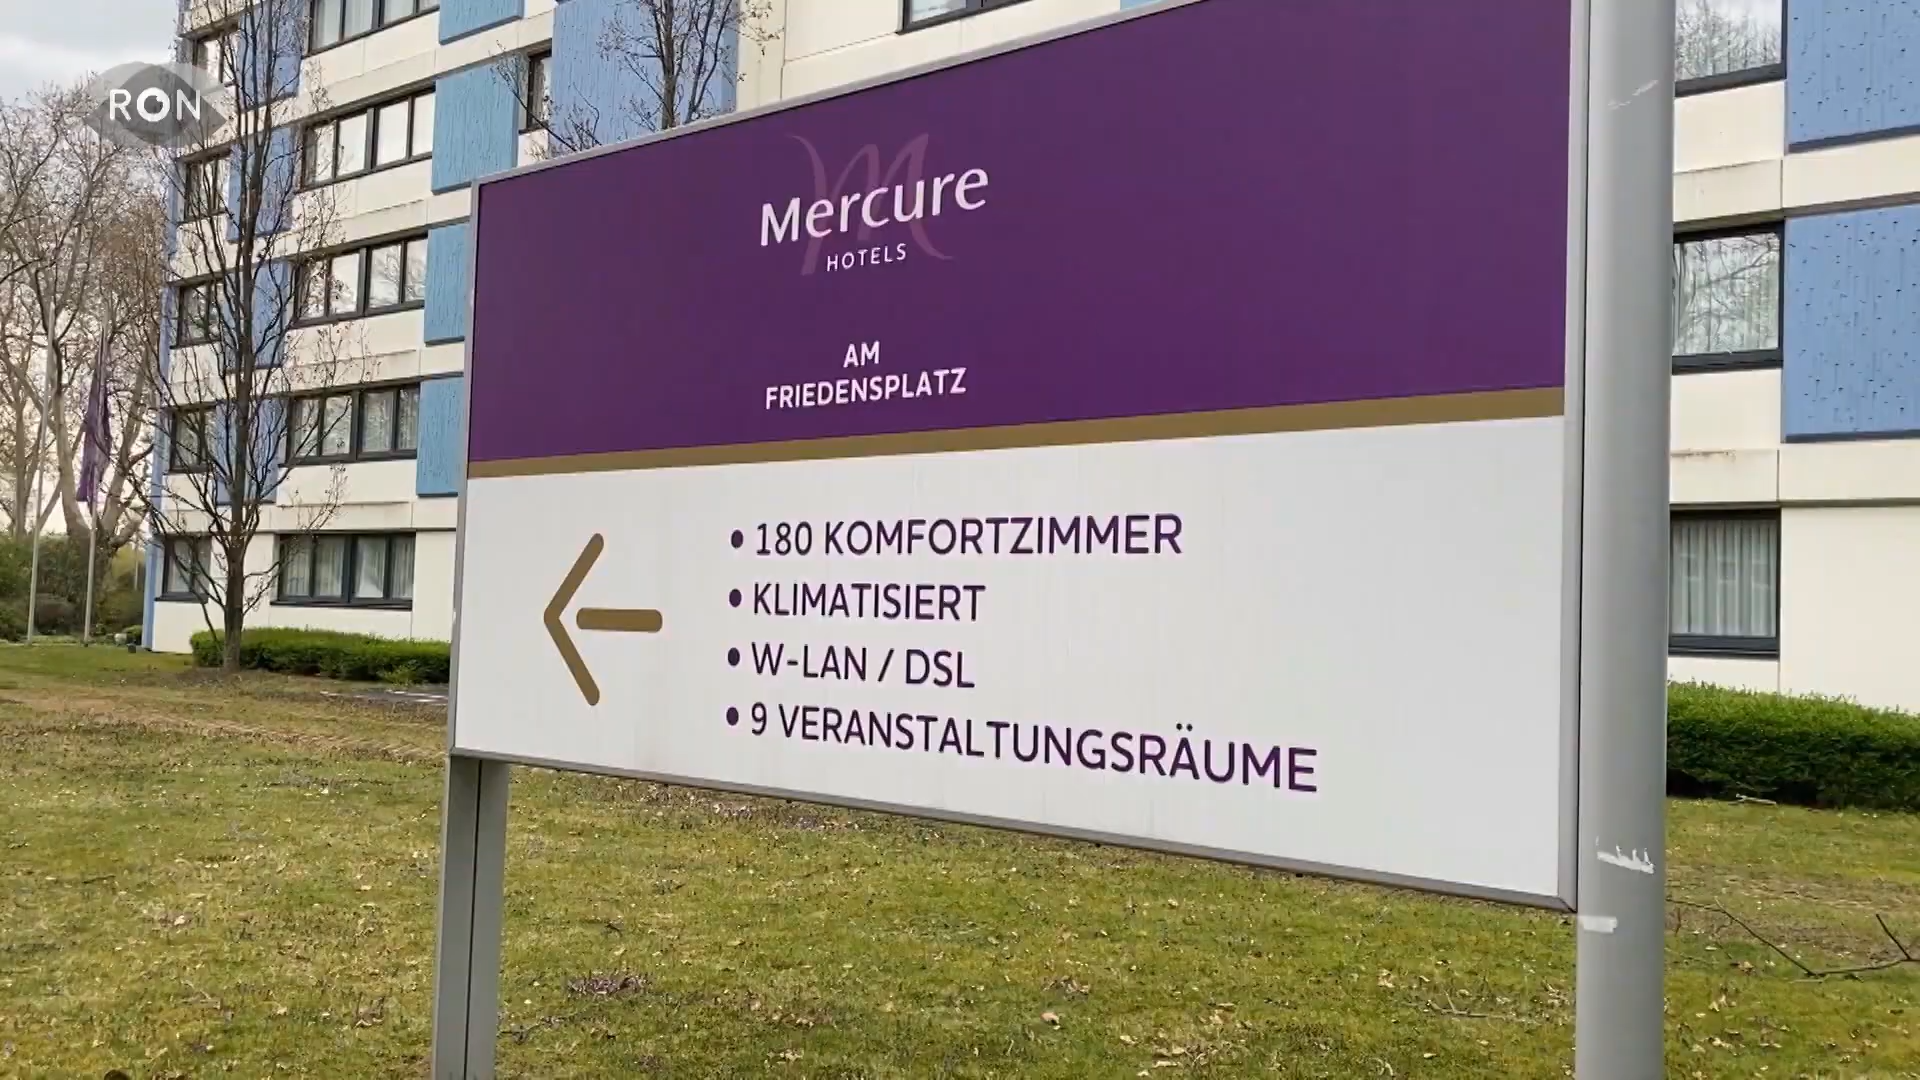 RON
Mercure
HOTELS
AM
FRIEDENSPLATZ
• 180 KOMFORTZIMMER
• KLIMATISIERT
• W-LAN / DSL
• 9 VERANSTALTUNGSRÄUME